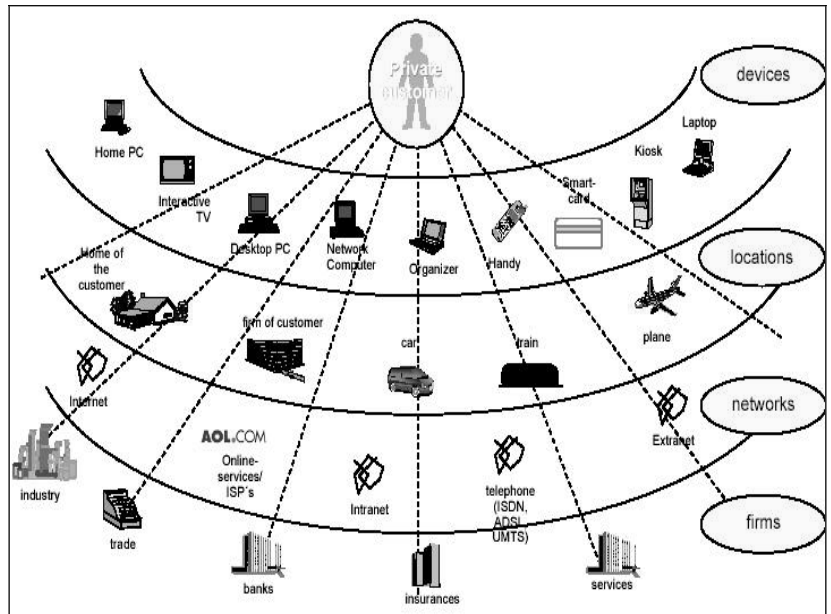 Private
customer
devices
Home PC
Interactive
TV
Desktop PC
Network
Computer
Organizer
Handy
Smart-
card
Kiosk
Laptop
locations
Home of
the
customer
firm of customer
car
train
plane
networks
Internet
AOL.COM
Online-
services/
ISP´s
Intranet
telephone
(ISDN,
ADSl,
UMTS)
Extranet
firms
industry
trade
banks
insurances
services